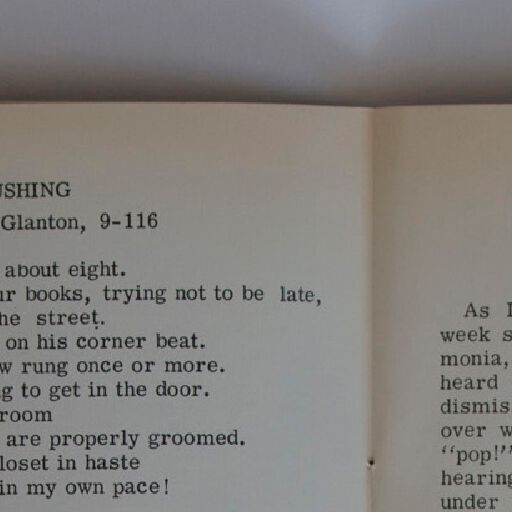 USHING
Glanton, 9-116
about eight.
ur books, trying not to be late,
he street.
on his corner beat.
w rung once or more.
g to get in the door.
room
are properly groomed.
loset in haste
in my own pace!
As I
week s
monia,
heard
dismis
over w
"pop!"
hearing
under